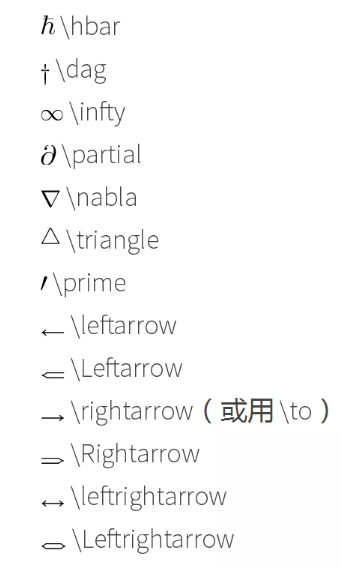 ℏ \hbar
† \dag
∞ \infty
∂ \partial
∇ \nabla
△ \triangle
′ \prime
← \leftarrow
⇐ \Leftarrow
→ \rightarrow（或用 \to ）
⇒ \Rightarrow
↔ \leftrightarrow
⇔ \Leftrightarrow